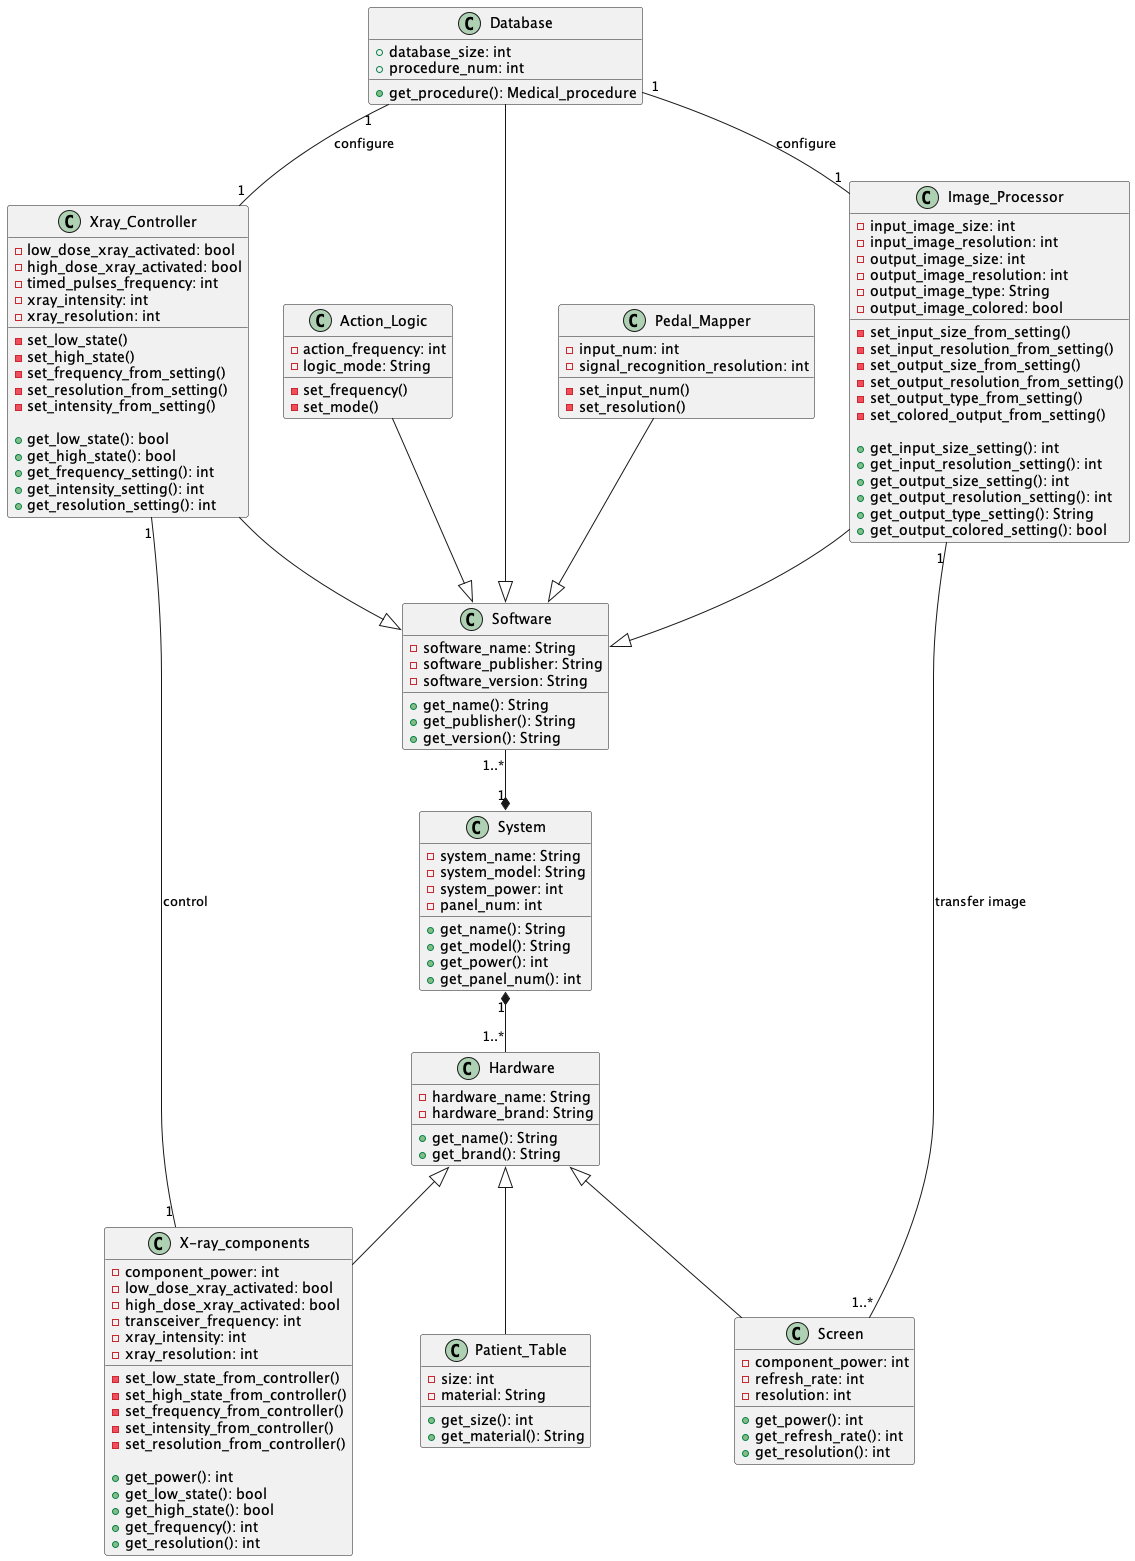 C Database
database_size: int
procedure_num: int
get_procedure(): Medical_procedure
1
1
configure
configure
1
1
C Xray_Controller
low_dose_xray_activated: bool
high_dose_xray_activated: bool
timed_pulses_frequency: int
xray_intensity: int
xray_resolution: int
set_low_state()
set_high_state()
set_frequency_from_setting()
set_resolution_from_setting()
set_intensity_from_setting()
get_low_state(): bool
get_high_state(): bool
get_frequency_setting(): int
get_intensity_setting(): int
get_resolution_setting(): int
C Action_Logic
action_frequency: int
logic_mode: String
set_frequency()
set_mode()
C Pedal_Mapper
input_num: int
signal_recognition_resolution: int
set_input_num()
set_resolution()
C Image_Processor
input_image_size: int
input_image_resolution: int
output_image_size: int
output_image_resolution: int
output_image_type: String
output_image_colored: bool
set_input_size_from_setting()
set_input_resolution_from_setting()
set_output_size_from_setting()
set_output_resolution_from_setting()
set_output_type_from_setting()
set_colored_output_from_setting()
get_input_size_setting(): int
get_input_resolution_setting(): int
get_output_size_setting(): int
get_output_resolution_setting(): int
get_output_type_setting(): String
get_output_colored_setting(): bool
1
1
C Software
software_name: String
software_publisher: String
software_version: String
get_name(): String
get_publisher(): String
get_version(): String
1..*
1
C System
system_name: String
system_model: String
system_power: int
panel_num: int
get_name(): String
get_model(): String
get_power(): int
get_panel_num(): int
control
transfer image
1
1..*
C Hardware
hardware_name: String
hardware_brand: String
get_name(): String
get_brand(): String
1
1..*
C X-ray_components
component_power: int
low_dose_xray_activated: bool
high_dose_xray_activated: bool
transceiver_frequency: int
xray_intensity: int
xray_resolution: int
set_low_state_from_controller()
set_high_state_from_controller()
set_frequency_from_controller()
set_intensity_from_controller()
set_resolution_from_controller()
get_power(): int
get_low_state(): bool
get_high_state(): bool
get_frequency(): int
get_resolution(): int
C Patient_Table
size: int
material: String
get_size(): int
get_material(): String
C Screen
component_power: int
refresh_rate: int
resolution: int
get_power(): int
get_refresh_rate(): int
get_resolution(): int